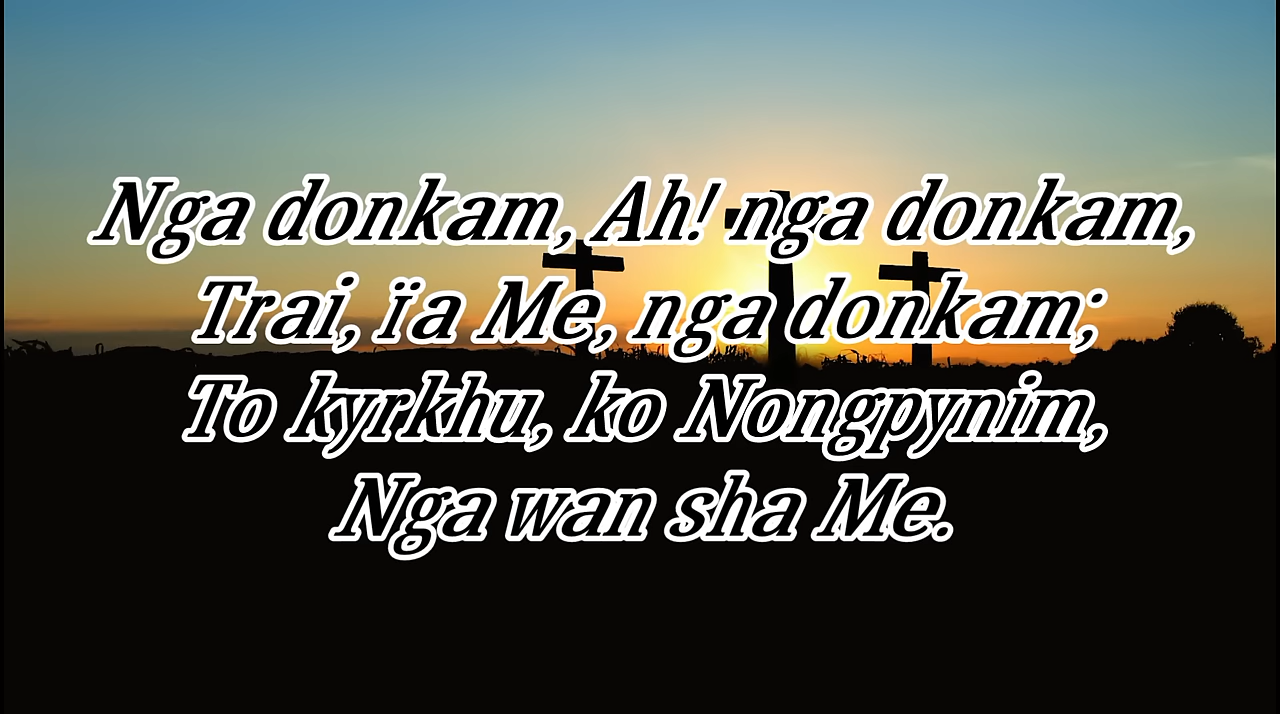 Nga donkam, Ah! nga donkam,
Trai, ïa Me, nga donkam;
To kyrkhu, ko Nongpynim,
Nga wan sha Me.